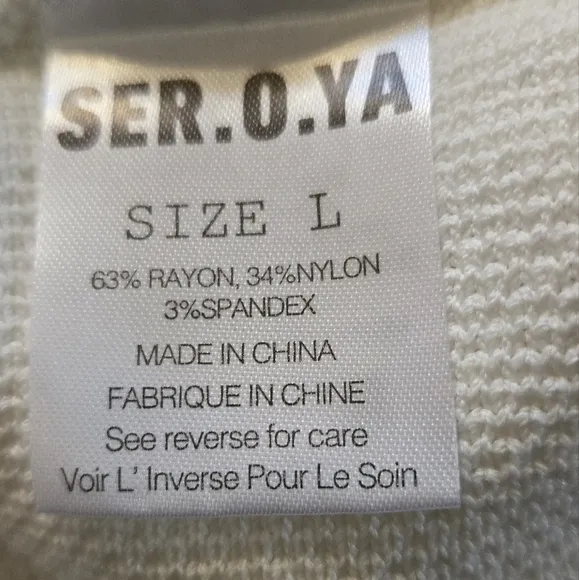 SER.O.YA
SIZE L
63% RAYON, 34%NYLON
3%SPANDEX
MADE IN CHINA
FABRIQUE IN CHINE
See reverse for care
Voir L' Inverse Pour Le Soin